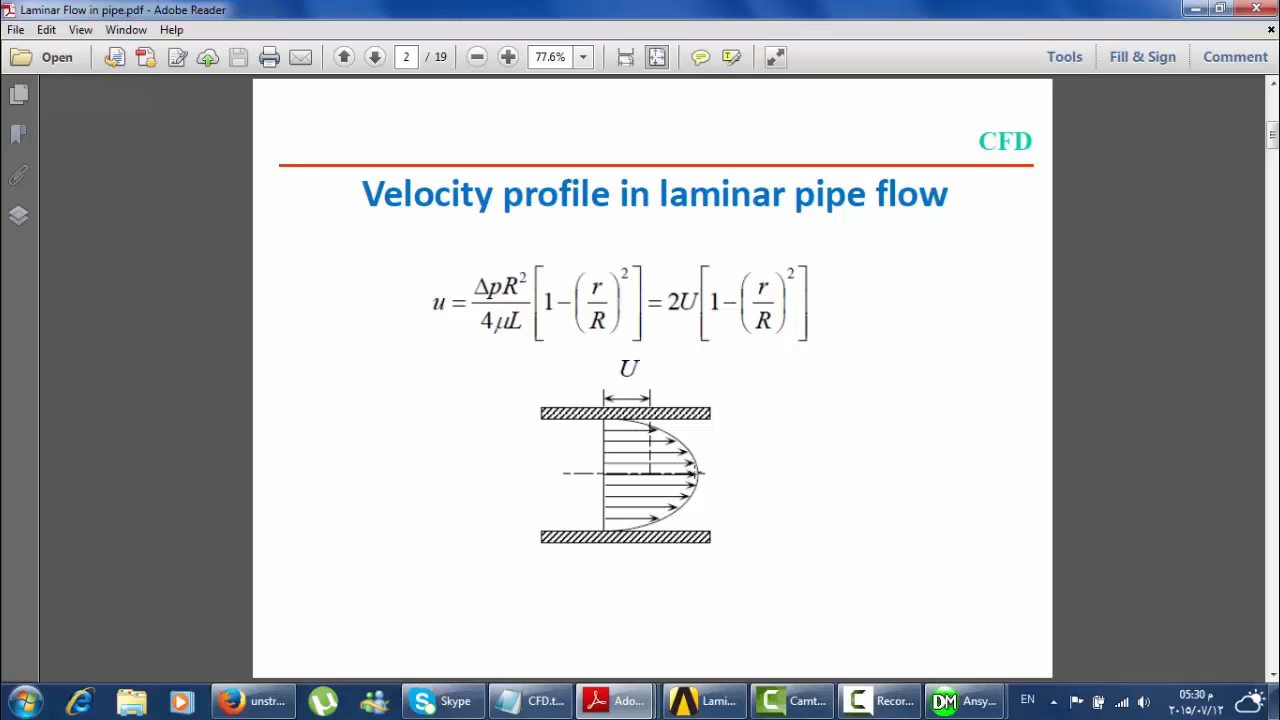 Laminar Flow in pipe.pdf - Adobe Reader
File Edit View Window Help
Open 2 / 19 77.6% Tools Fill & Sign Comment
CFD
Velocity profile in laminar pipe flow
u = ΔpR² / 4μL [1 − (r/R)²] = 2U [1 − (r/R)²]
U
unstr... Skype CFD.t... Ado... Lami... Camt... Recor... DM Ansy... EN 05:30 م
٢٠١٥/٠٧/١٢